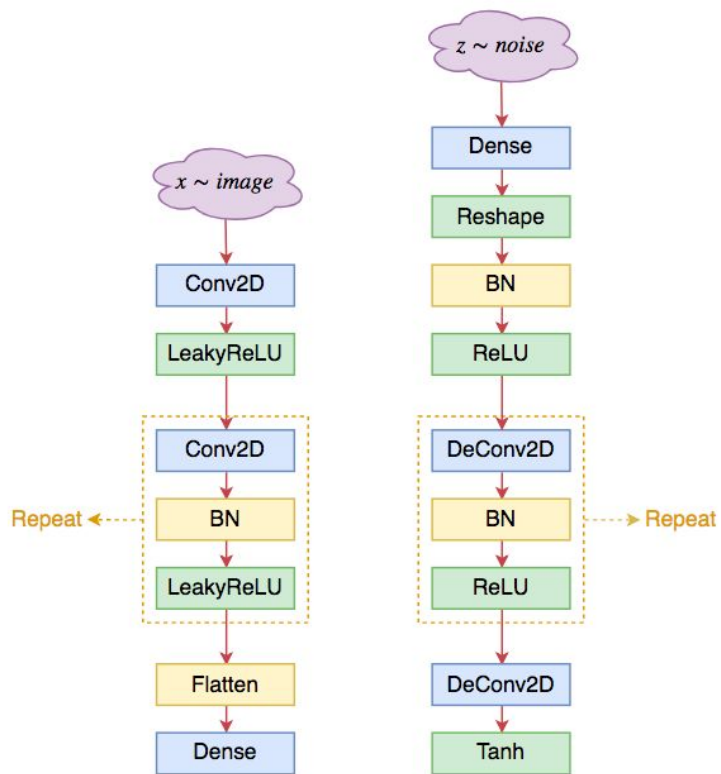 x ~ image
Conv2D
LeakyReLU
Conv2D
BN
LeakyReLU
Repeat
Flatten
Dense
z ~ noise
Dense
Reshape
BN
ReLU
DeConv2D
BN
ReLU
Repeat
DeConv2D
Tanh